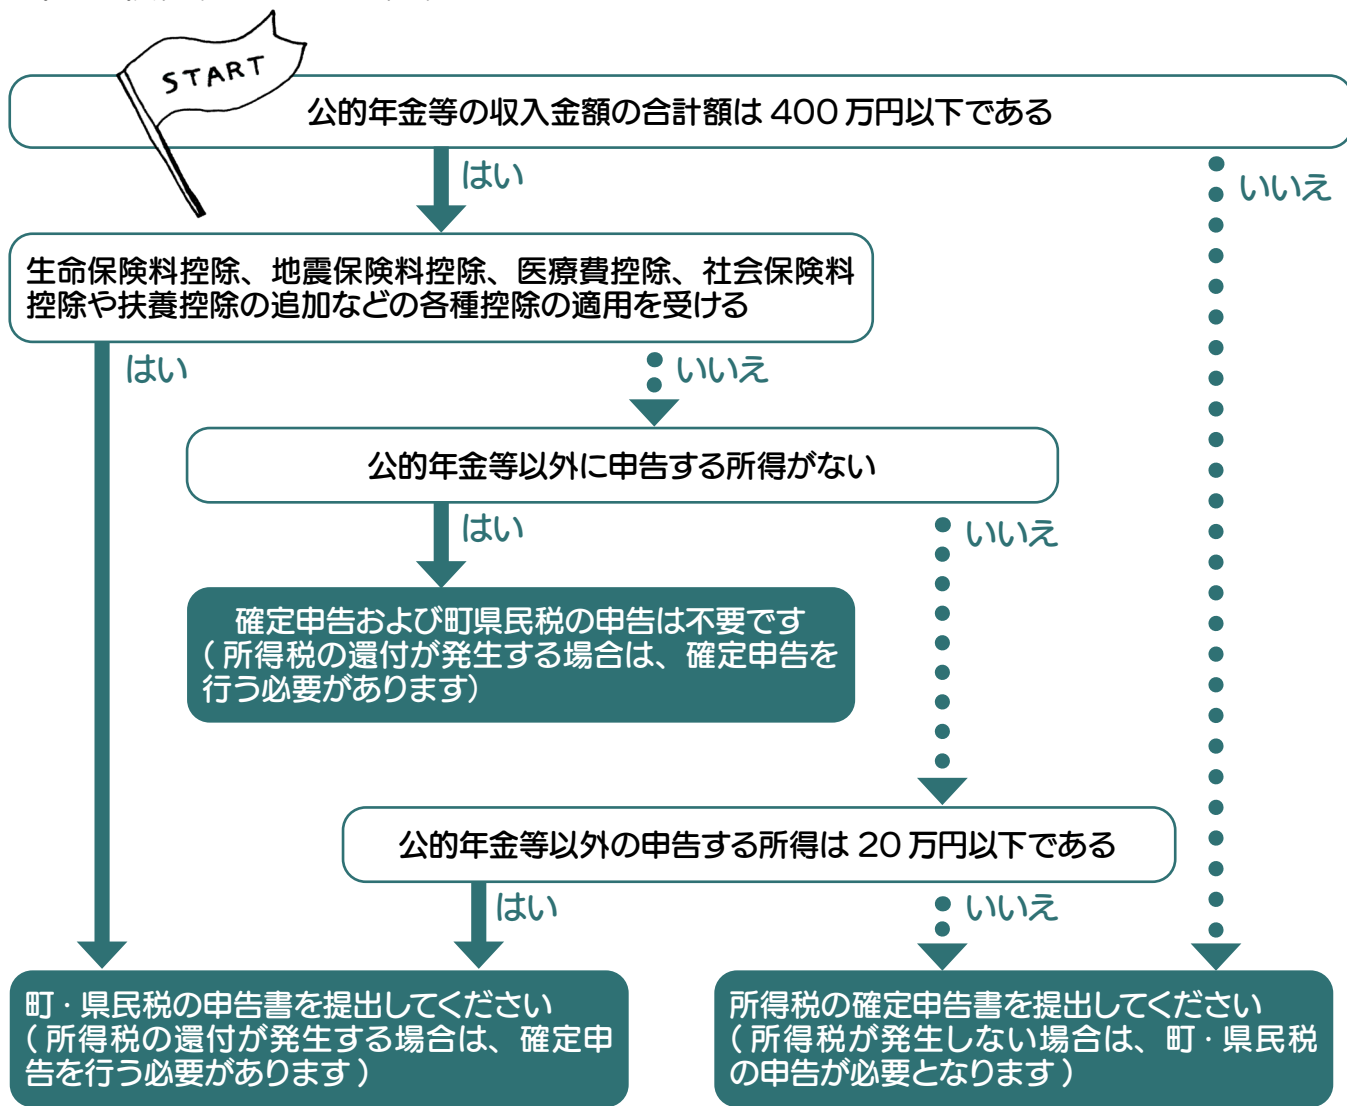 START
公的年金等の収入金額の合計額は 400 万円以下である
はい
いいえ
生命保険料控除、地震保険料控除、医療費控除、社会保険料
控除や扶養控除の追加などの各種控除の適用を受ける
はい
いいえ
公的年金等以外に申告する所得がない
はい
いいえ
確定申告および町県民税の申告は不要です
（所得税の還付が発生する場合は、確定申告を
行う必要があります）
公的年金等以外の申告する所得は 20 万円以下である
はい
いいえ
町・県民税の申告書を提出してください
（所得税の還付が発生する場合は、確定申
告を行う必要があります）
所得税の確定申告書を提出してください
（所得税が発生しない場合は、町・県民税
の申告が必要となります）